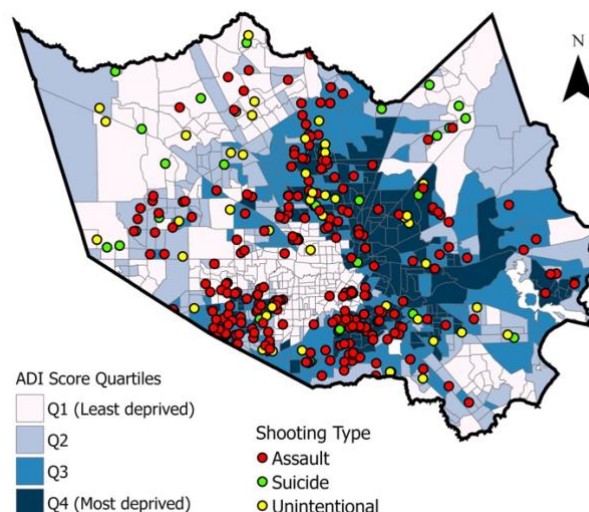 N
ADI Score Quartiles
Q1 (Least deprived)
Q2
Q3
Q4 (Most deprived)
Shooting Type
Assault
Suicide
Unintentional